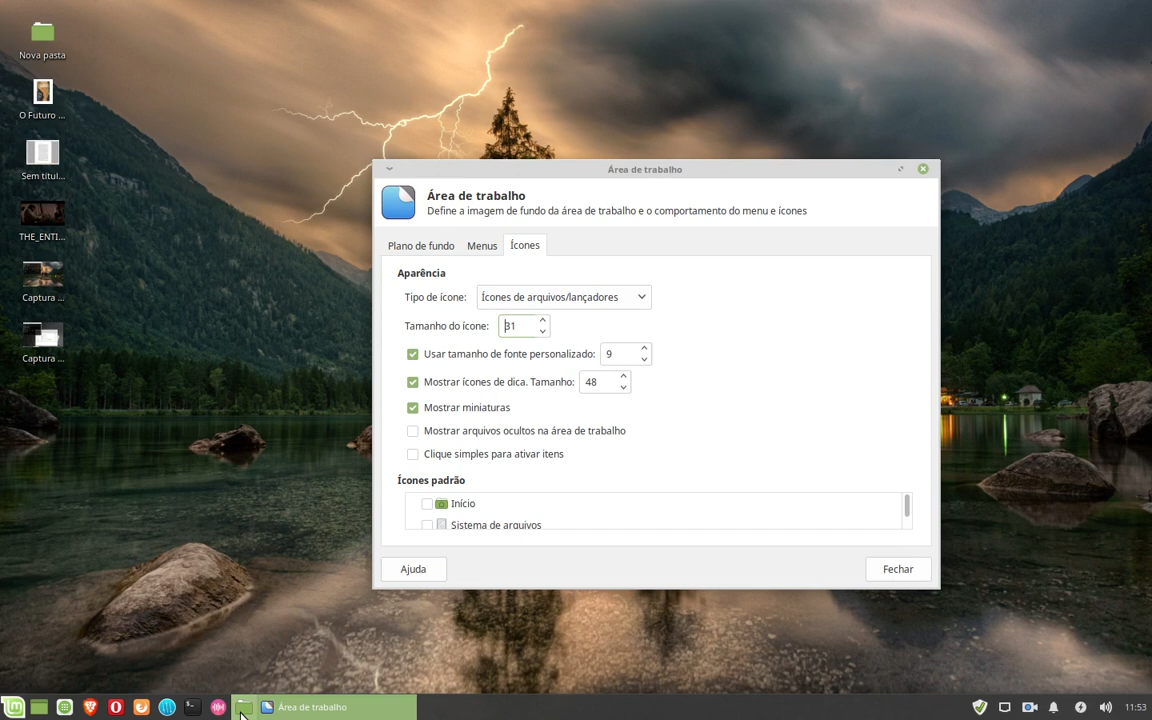 Nova pasta
O Futuro ...
Sem titul...
THE_ENTI...
Captura ...
Captura ...
Área de trabalho
Área de trabalho
Define a imagem de fundo da área de trabalho e o comportamento do menu e ícones
Plano de fundo Menus Ícones
Aparência
Tipo de ícone: Ícones de arquivos/lançadores
Tamanho do ícone: 31
Usar tamanho de fonte personalizado: 9
Mostrar ícones de dica. Tamanho: 48
Mostrar miniaturas
Mostrar arquivos ocultos na área de trabalho
Clique simples para ativar itens
Ícones padrão
Início
Sistema de arquivos
Ajuda Fechar
Área de trabalho 11:53